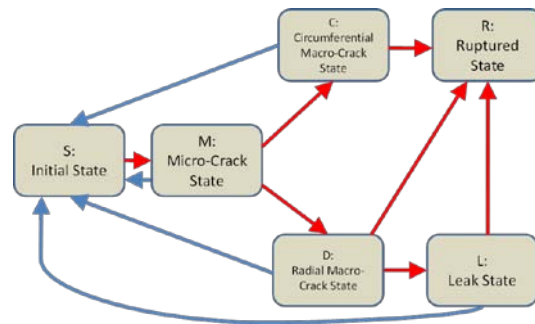 C:
Circumferential
Macro-Crack
State
R:
Ruptured
State
S:
Initial State
M:
Micro-Crack
State
D:
Radial Macro-
Crack State
L:
Leak State